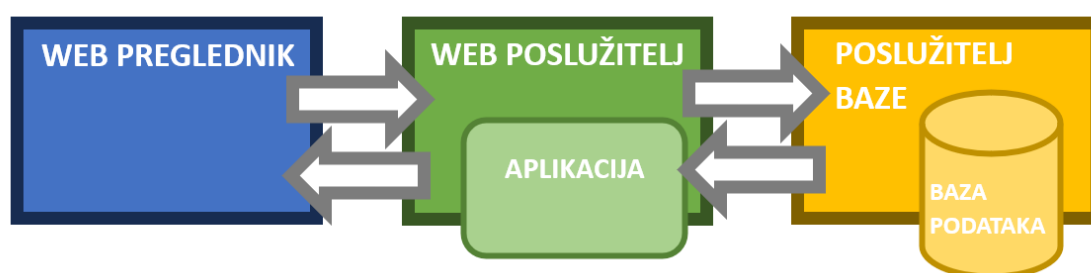 WEB PREGLEDNIK
WEB POSLUŽITELJ
APLIKACIJA
POSLUŽITELJ
BAZE
BAZA
PODATAKA